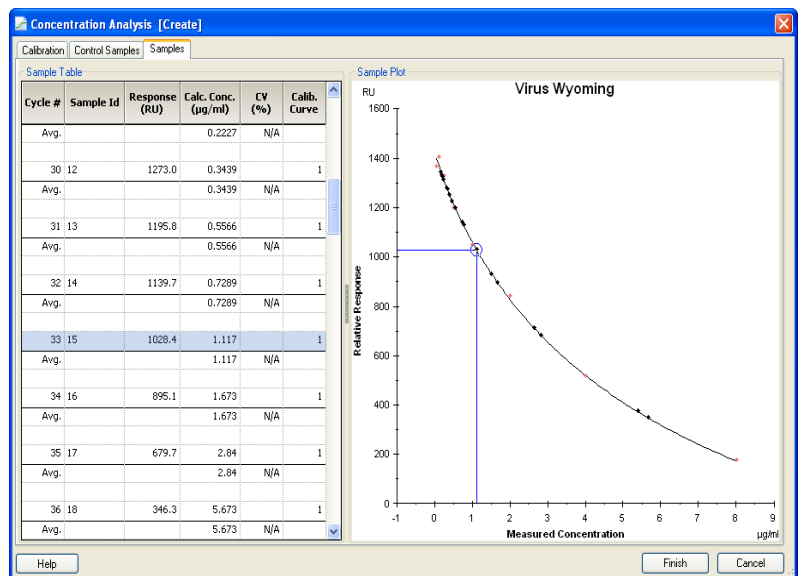 Concentration Analysis [Create]
Calibration Control Samples Samples
Sample Table
Cycle # Sample Id Response (RU) Calc. Conc. (µg/ml) CV (%) Calib. Curve
Avg. 0.2227 N/A
30 12 1273.0 0.3439 1
Avg. 0.3439 N/A
31 13 1195.8 0.5566 1
Avg. 0.5566 N/A
32 14 1139.7 0.7289 1
Avg. 0.7289 N/A
33 15 1028.4 1.117 1
Avg. 1.117 N/A
34 16 895.1 1.673 1
Avg. 1.673 N/A
35 17 679.7 2.84 1
Avg. 2.84 N/A
36 18 346.3 5.673 1
Avg. 5.673 N/A
Sample Plot
RU
Virus Wyoming
1600
1400
1200
1000
800
600
400
200
0
Relative Response
-1 0 1 2 3 4 5 6 7 8 9
Measured Concentration
µg/ml
Help Finish Cancel